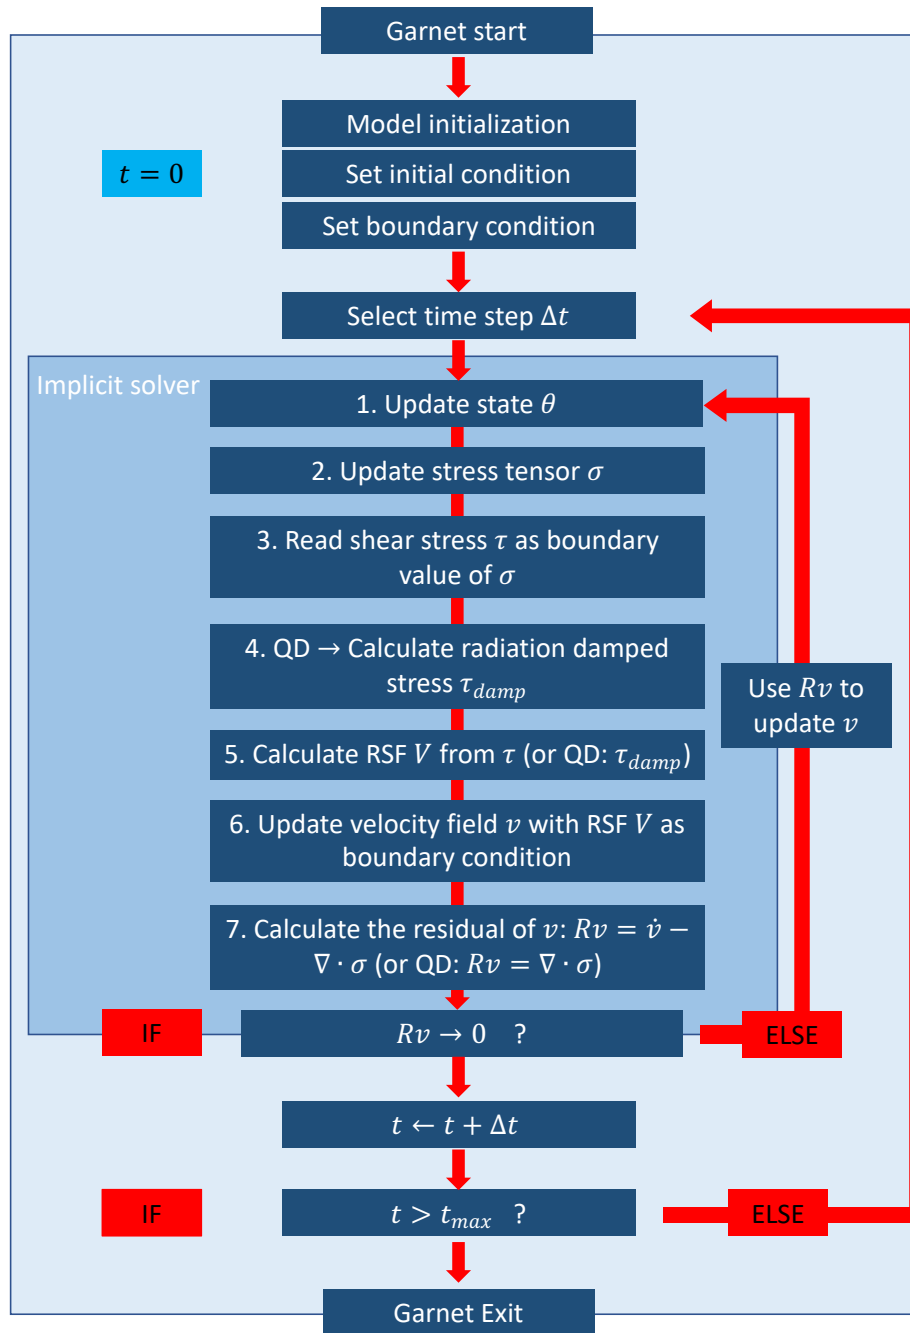 Garnet start
Model initialization
t = 0
Set initial condition
Set boundary condition
Select time step Δt
Implicit solver
1. Update state θ
2. Update stress tensor σ
3. Read shear stress τ as boundary
value of σ
4. QD → Calculate radiation damped
stress τ_damp
Use Rv to
update v
5. Calculate RSF V from τ (or QD: τ_damp)
6. Update velocity field v with RSF V as
boundary condition
7. Calculate the residual of v: Rv = v̇ −
∇ · σ (or QD: Rv = ∇ · σ)
IF
Rv → 0 ?
ELSE
t ← t + Δt
IF
t > t_max ?
ELSE
Garnet Exit